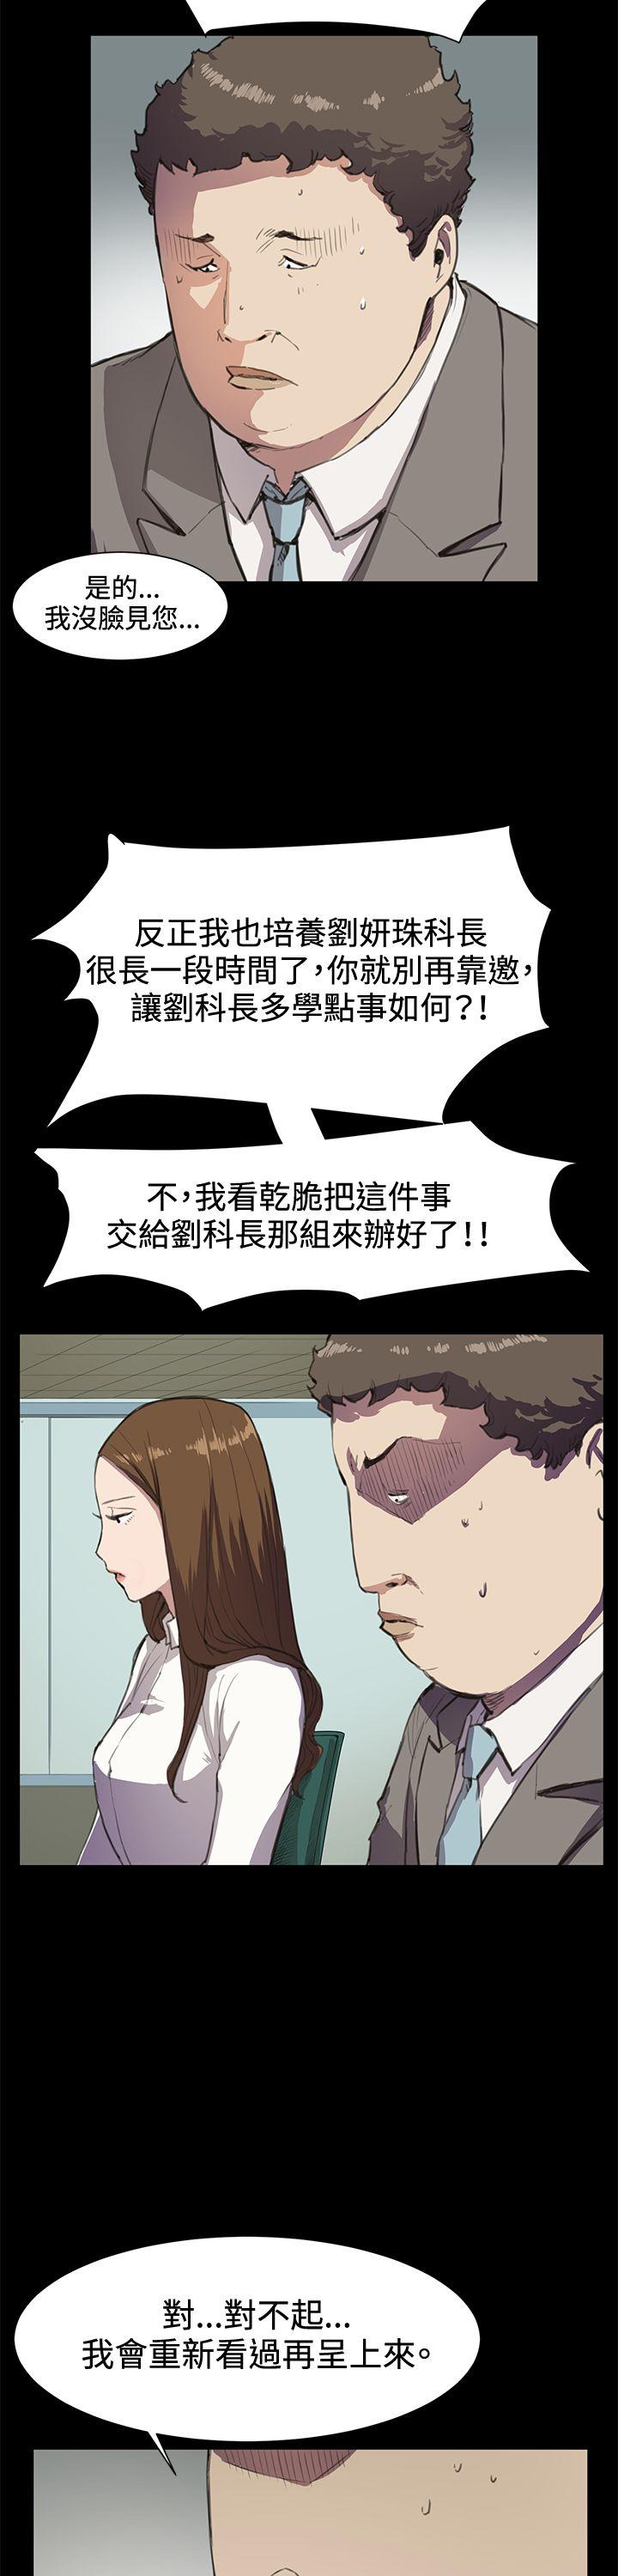 是的...
我沒臉見您...
反正我也培養劉妍珠科長
很長一段時間了，你就別再靠邀，
讓劉科長多學點事如何？！
不，我看乾脆把這件事
交給劉科長那組來辦好了！！
對...對不起...
我會重新看過再呈上來。